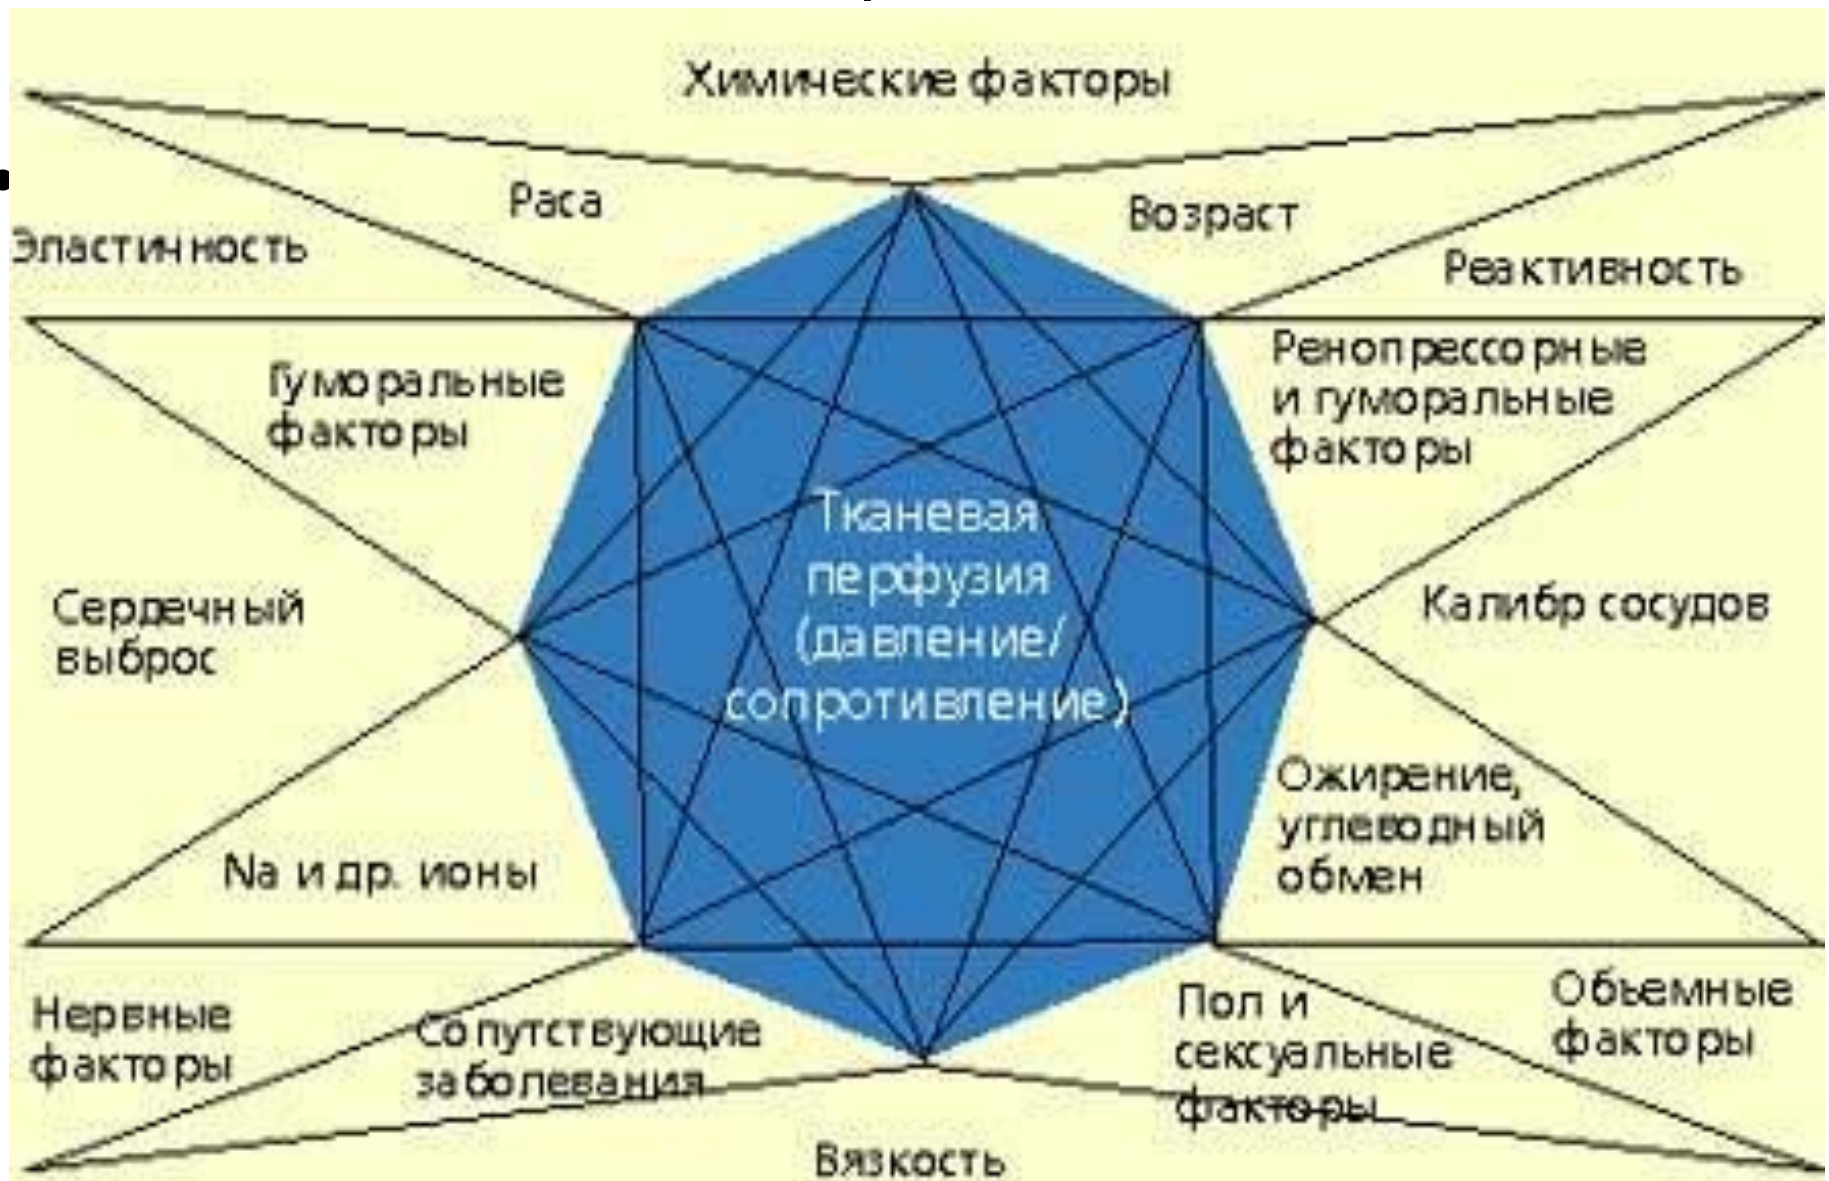 Химические факторы
Раса
Возраст
Эластичность
Реактивность
Гуморальные
факторы
Ренопрессорные
и гуморальные
факторы
Тканевая
перфузия
(давление/
сопротивление)
Сердечный
выброс
Калибр сосудов
Na и др. ионы
Ожирение,
углеводный
обмен
Нервные
факторы
Сопутствующие
заболевания
Пол и
сексуальные
факторы
Обьемные
факторы
Вязкость